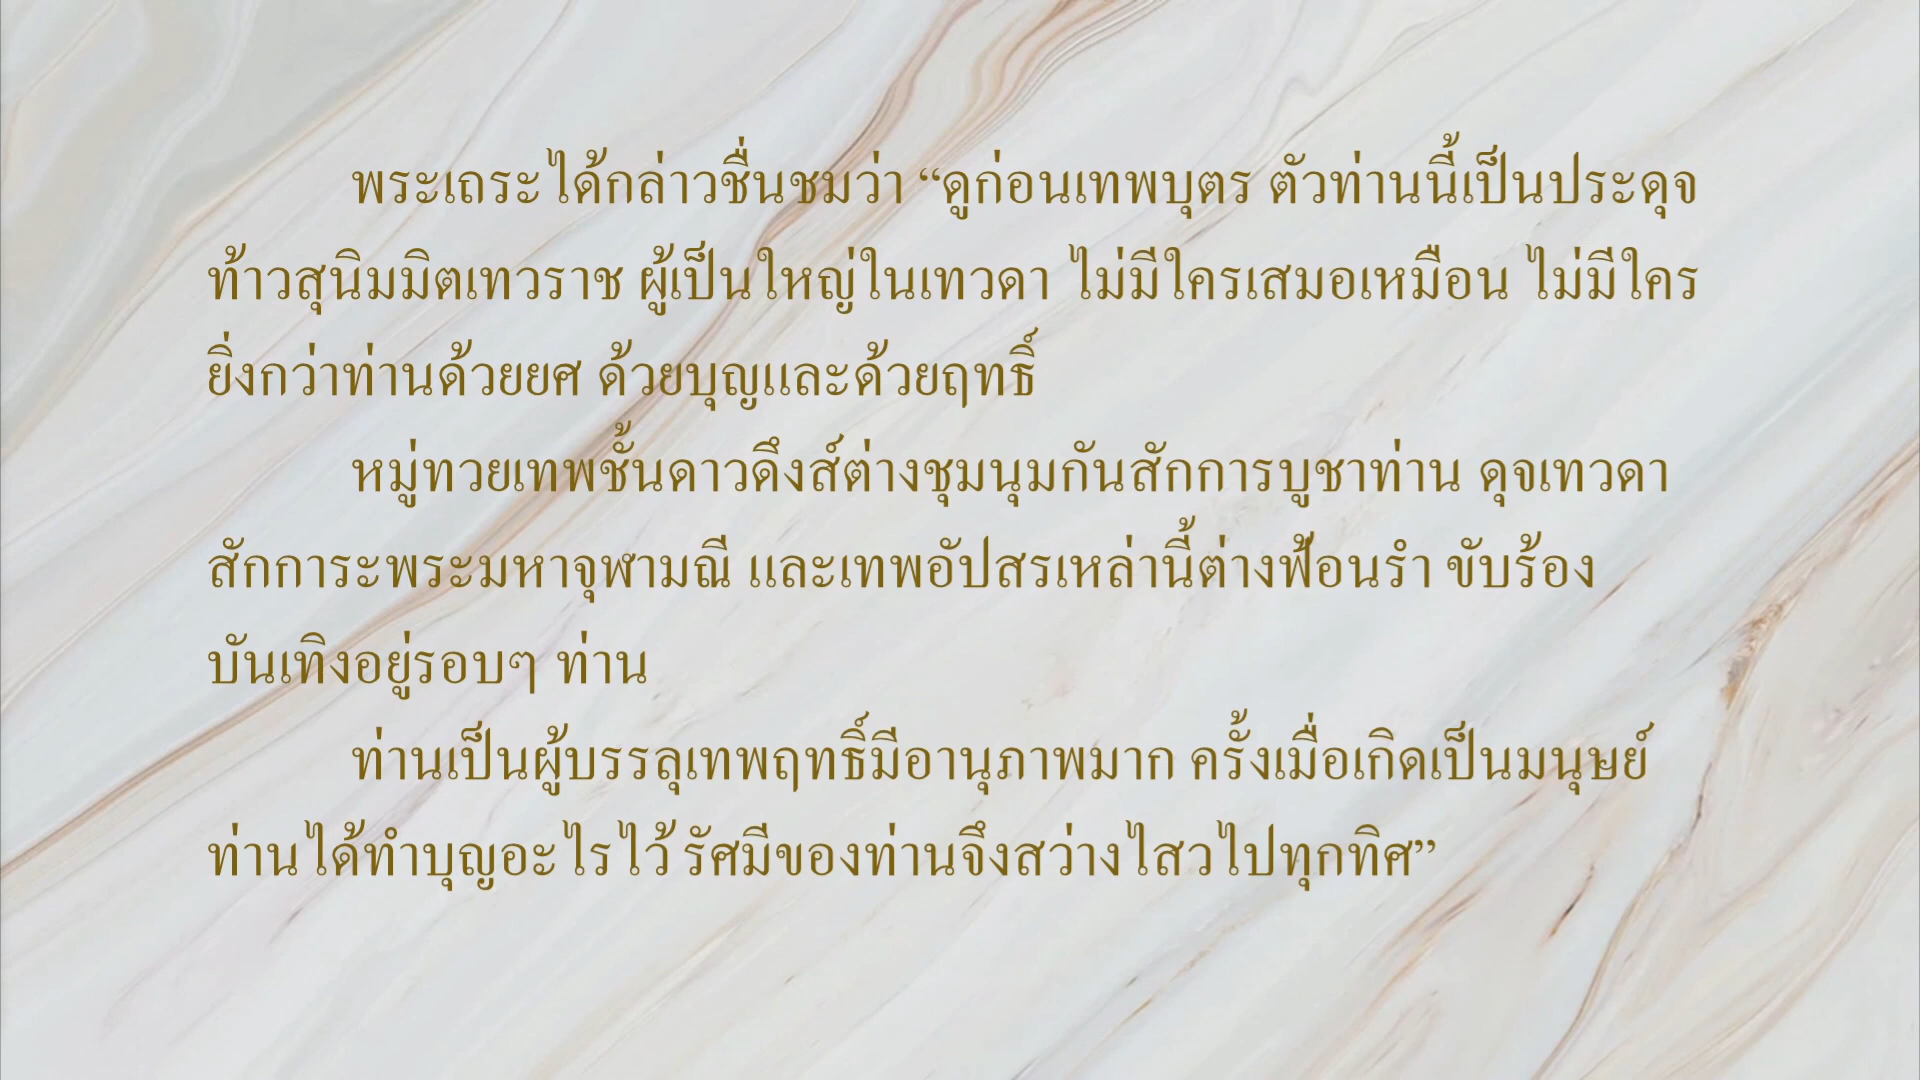 พระเถระได้กล่าวชื่นชมว่า “ดูก่อนเทพบุตร ตัวท่านนี้เป็นประดุจ
ท้าวสุนิมมิตเทวราช ผู้เป็นใหญ่ในเทวดา ไม่มีใครเสมอเหมือน ไม่มีใคร
ยิ่งกว่าท่านด้วยยศ ด้วยบุญและด้วยฤทธิ์
หมู่ทวยเทพชั้นดาวดึงส์ต่างชุมนุมกันสักการบูชาท่าน ดุจเทวดา
สักการะพระมหาจุฬามณี และเทพอัปสรเหล่านี้ต่างฟ้อนรำ ขับร้อง
บันเทิงอยู่รอบๆ ท่าน
ท่านเป็นผู้บรรลุเทพฤทธิ์มีอานุภาพมาก ครั้งเมื่อเกิดเป็นมนุษย์
ท่านได้ทำบุญอะไรไว้ รัศมีของท่านจึงสว่างไสวไปทุกทิศ”